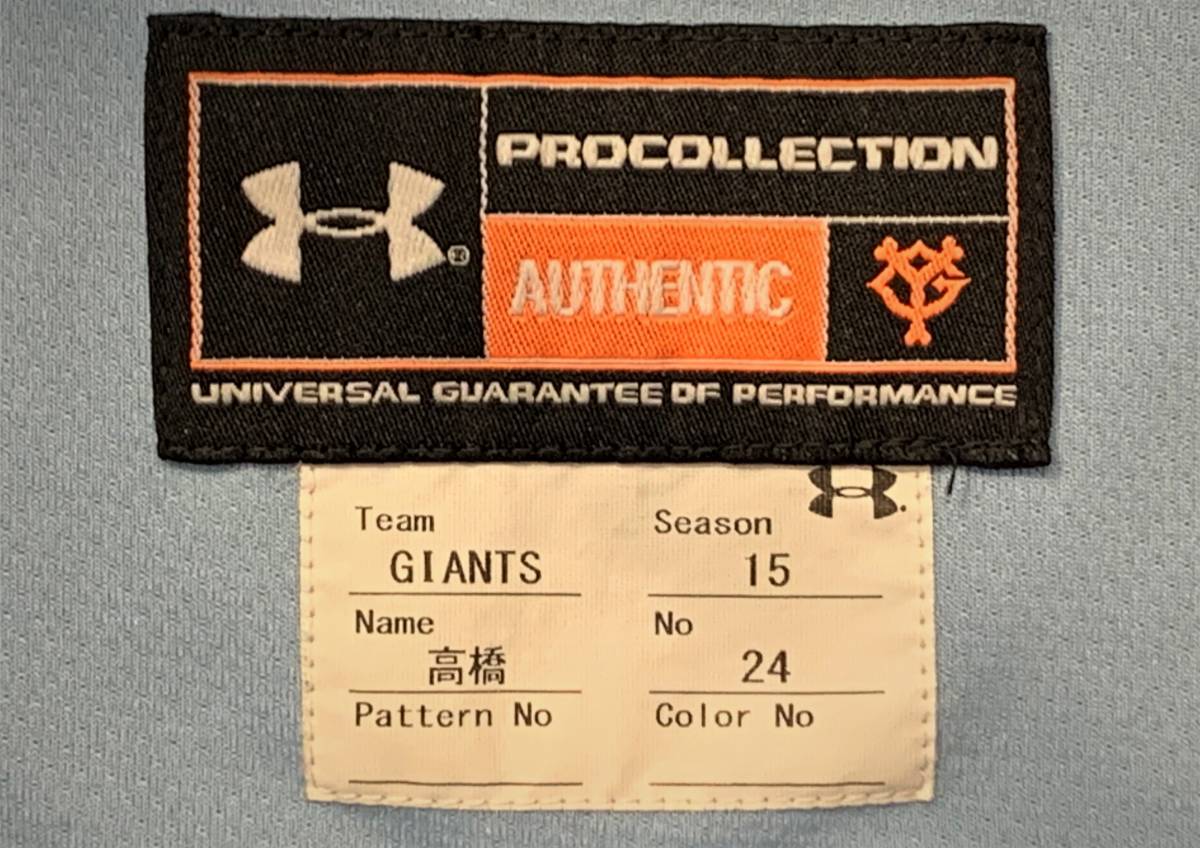 PROCOLLECTION
AUTHENTIC
UNIVERSAL GUARANTEE OF PERFORMANCE
Team Season
GIANTS 15
Name No
高橋 24
Pattern No Color No